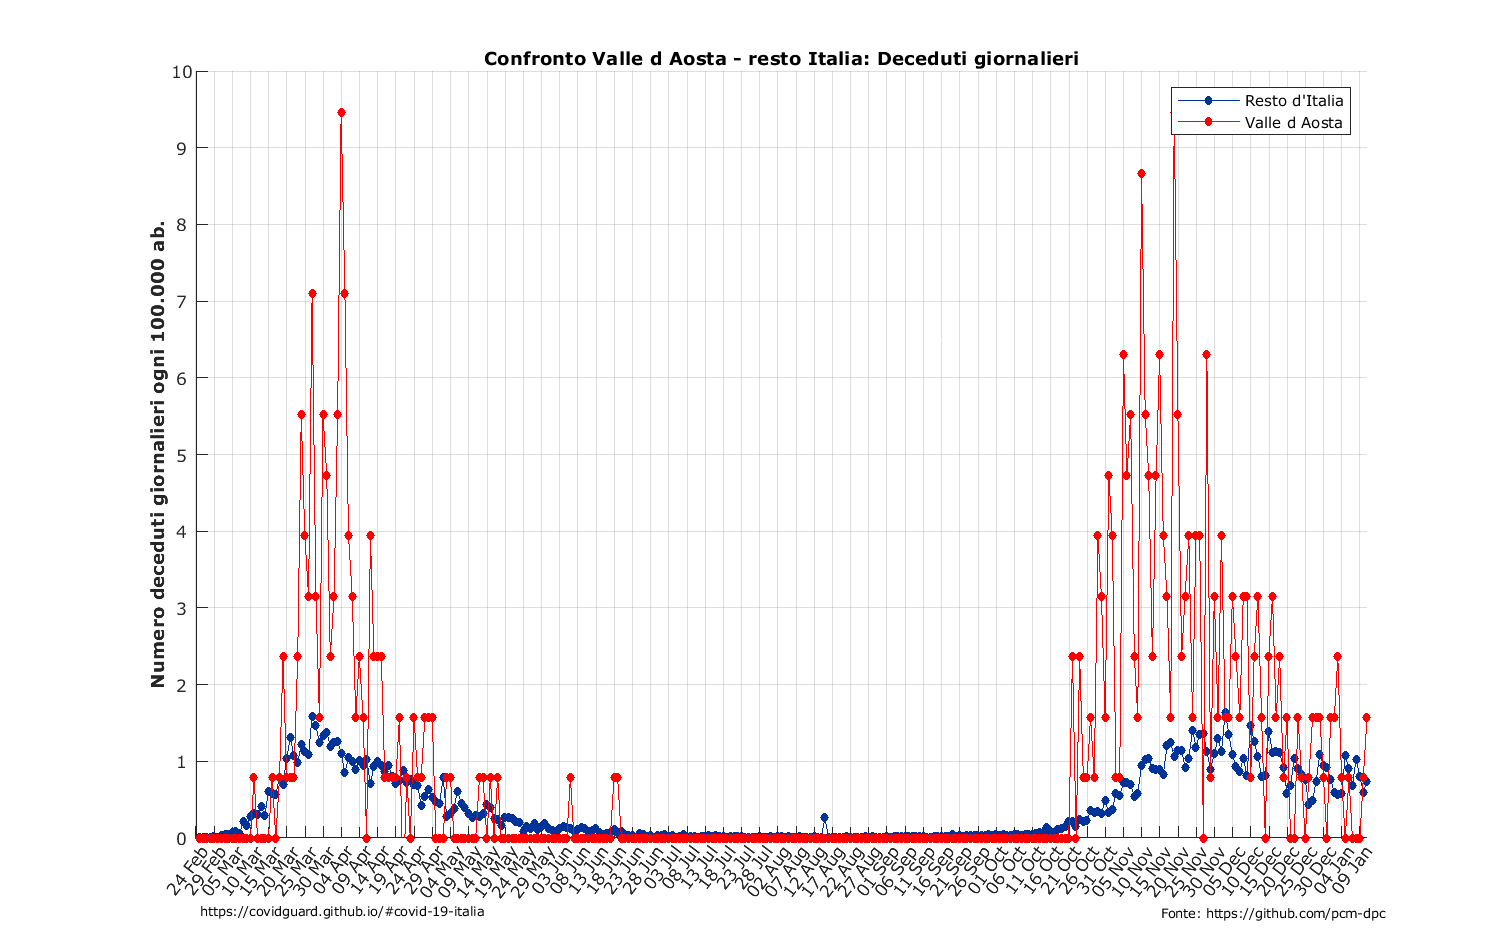 Confronto Valle d Aosta - resto Italia: Deceduti giornalieri
Resto d'Italia
Valle d Aosta
Numero deceduti giornalieri ogni 100.000 ab.
10
9
8
7
6
5
4
3
2
1
0
24 Feb
29 Feb
05 Mar
10 Mar
15 Mar
20 Mar
25 Mar
30 Mar
04 Apr
09 Apr
14 Apr
19 Apr
24 Apr
29 Apr
04 May
09 May
14 May
19 May
24 May
29 May
03 Jun
08 Jun
13 Jun
18 Jun
23 Jun
28 Jun
03 Jul
08 Jul
13 Jul
18 Jul
23 Jul
28 Jul
02 Aug
07 Aug
12 Aug
17 Aug
22 Aug
27 Aug
01 Sep
06 Sep
11 Sep
16 Sep
21 Sep
26 Sep
01 Oct
06 Oct
11 Oct
16 Oct
21 Oct
26 Oct
31 Oct
05 Nov
10 Nov
15 Nov
20 Nov
25 Nov
30 Nov
05 Dec
10 Dec
15 Dec
20 Dec
25 Dec
30 Dec
04 Jan
09 Jan
https://covidguard.github.io/#covid-19-italia
Fonte: https://github.com/pcm-dpc